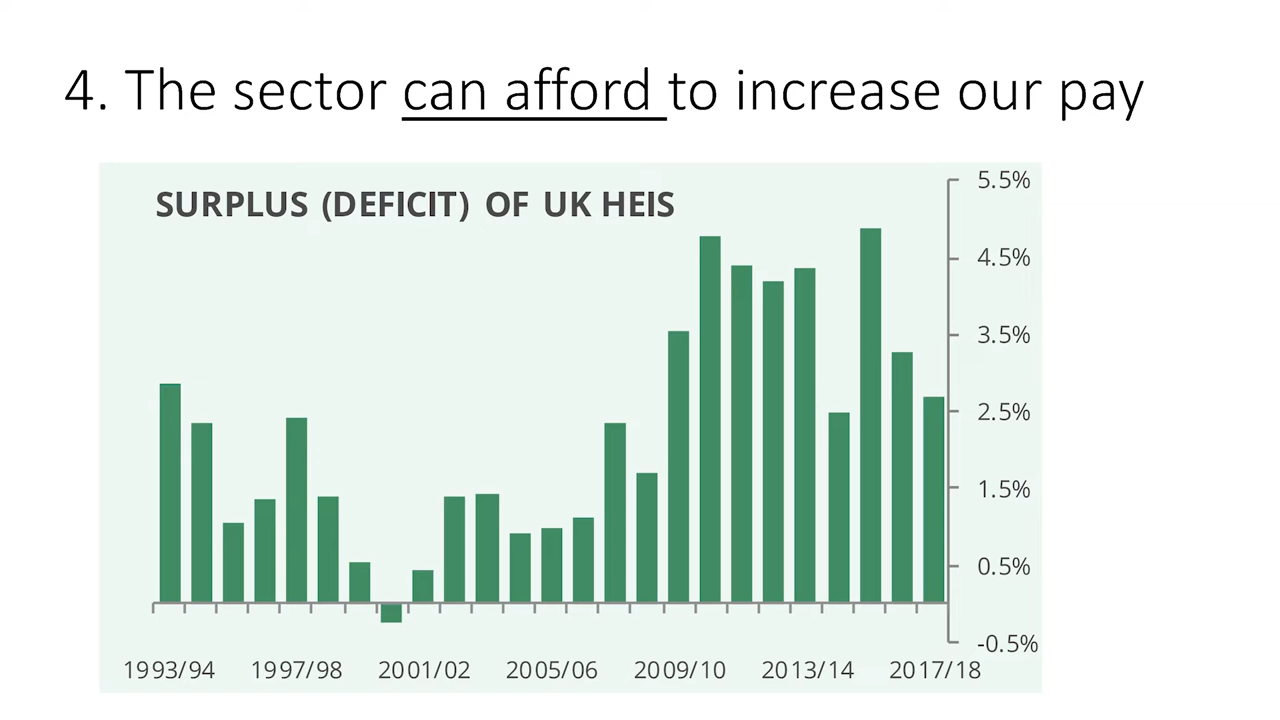 4. The sector can afford to increase our pay
SURPLUS (DEFICIT) OF UK HEIS
5.5%
4.5%
3.5%
2.5%
1.5%
0.5%
-0.5%
1993/94 1997/98 2001/02 2005/06 2009/10 2013/14 2017/18